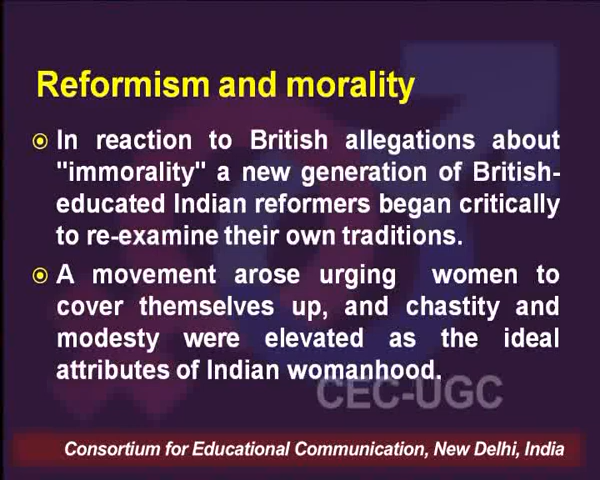 Reformism and morality
In reaction to British allegations about
"immorality" a new generation of British-
educated Indian reformers began critically
to re-examine their own traditions.
A movement arose urging women to
cover themselves up, and chastity and
modesty were elevated as the ideal
attributes of Indian womanhood.
CEC-UGC
Consortium for Educational Communication, New Delhi, India